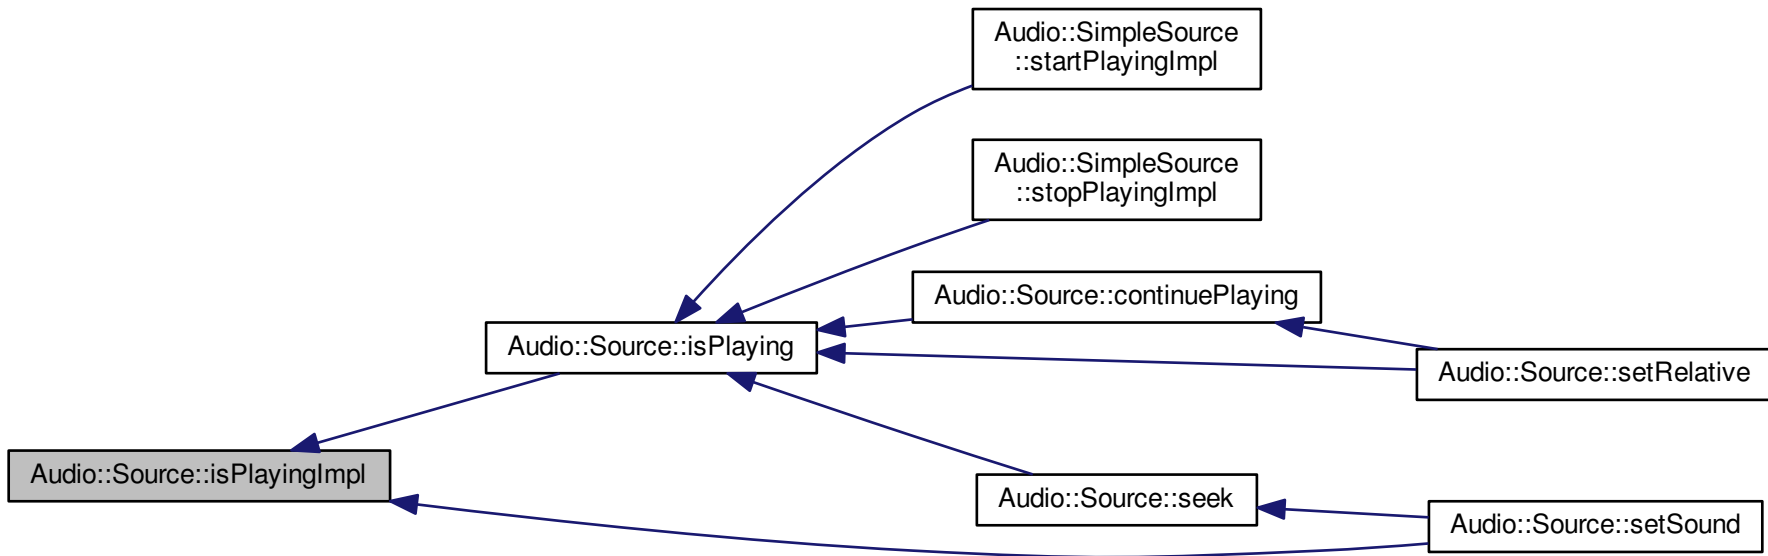 Audio::SimpleSource
::startPlayingImpl
Audio::SimpleSource
::stopPlayingImpl
Audio::Source::continuePlaying
Audio::Source::isPlaying
Audio::Source::setRelative
Audio::Source::isPlayingImpl
Audio::Source::seek
Audio::Source::setSound